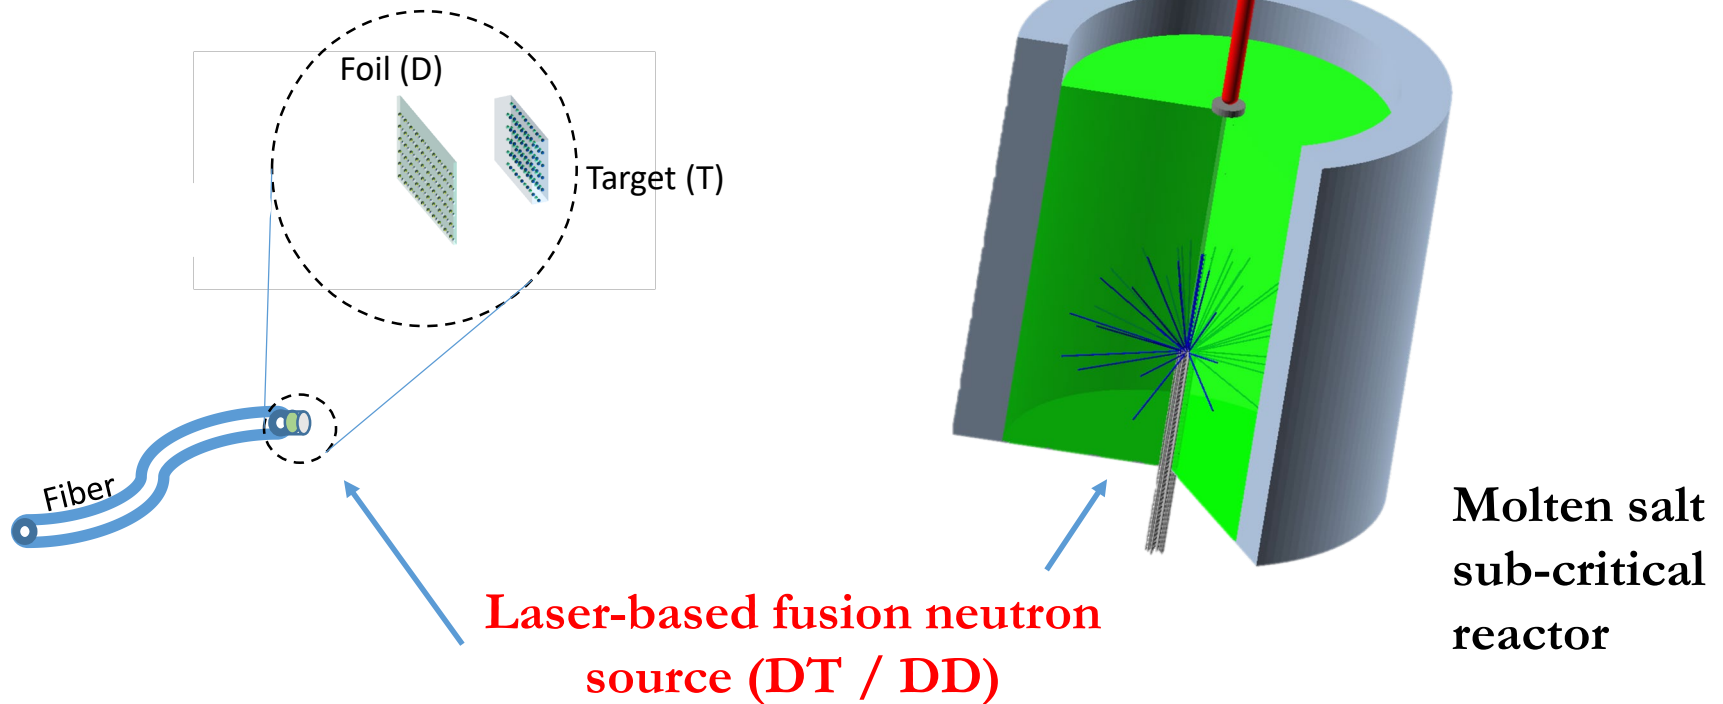 Foil (D)
Target (T)
Fiber
Laser-based fusion neutron
source (DT / DD)
Molten salt
sub-critical
reactor